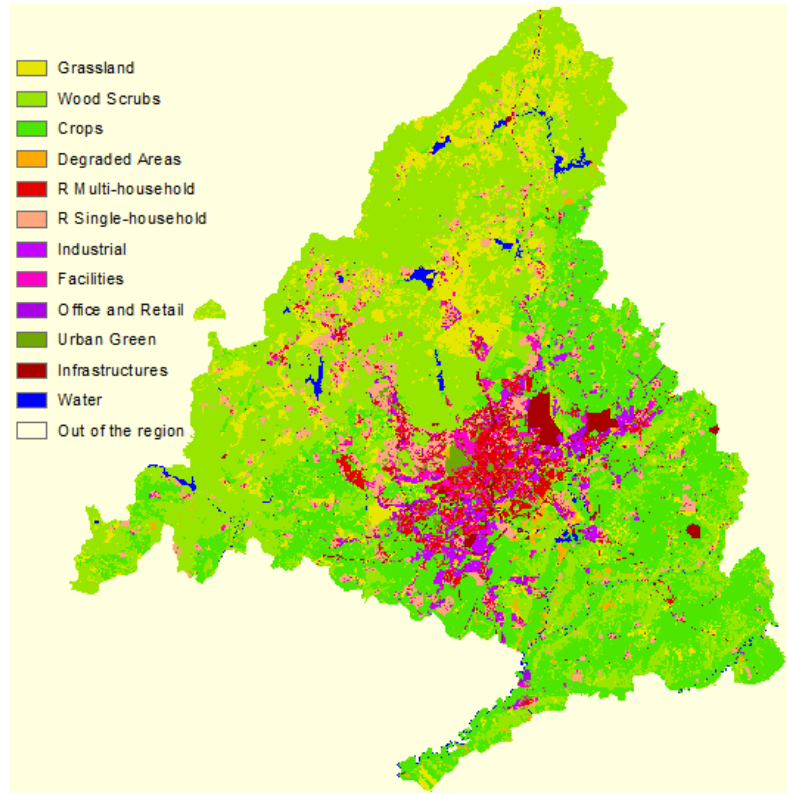 Grassland
Wood Scrubs
Crops
Degraded Areas
R Multi-household
R Single-household
Industrial
Facilities
Office and Retail
Urban Green
Infrastructures
Water
Out of the region